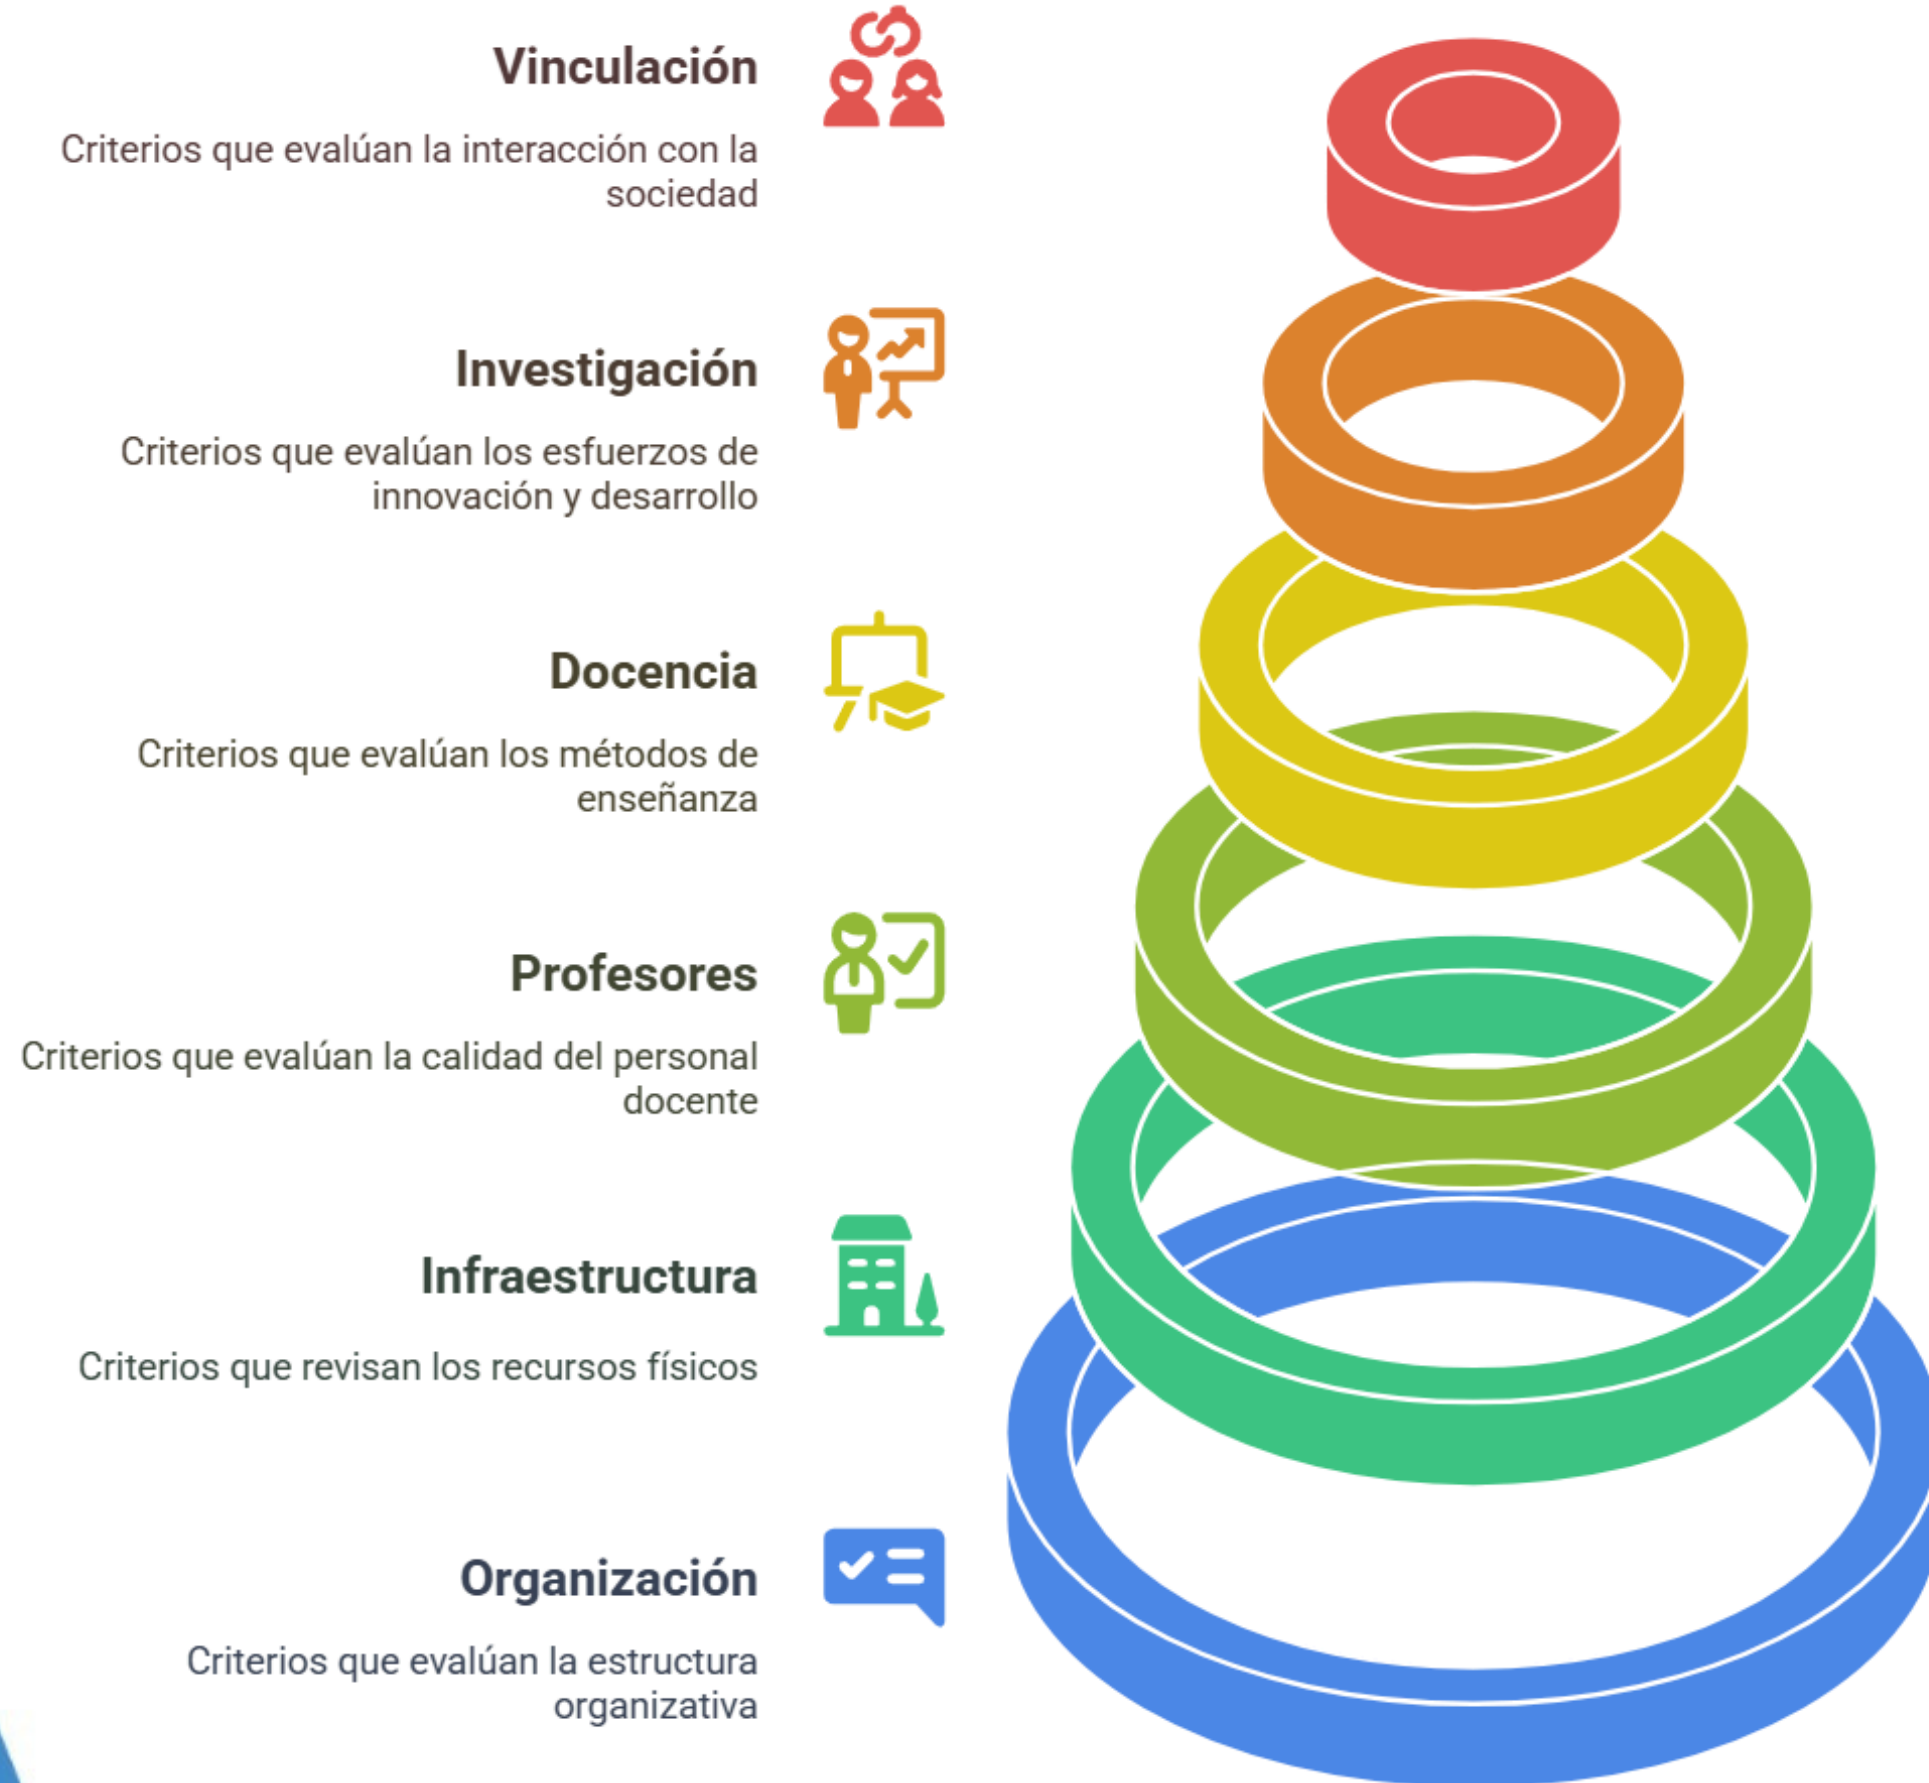 Vinculación
Criterios que evalúan la interacción con la
sociedad
Investigación
Criterios que evalúan los esfuerzos de
innovación y desarrollo
Docencia
Criterios que evalúan los métodos de
enseñanza
Profesores
Criterios que evalúan la calidad del personal
docente
Infraestructura
Criterios que revisan los recursos físicos
Organización
Criterios que evalúan la estructura
organizativa